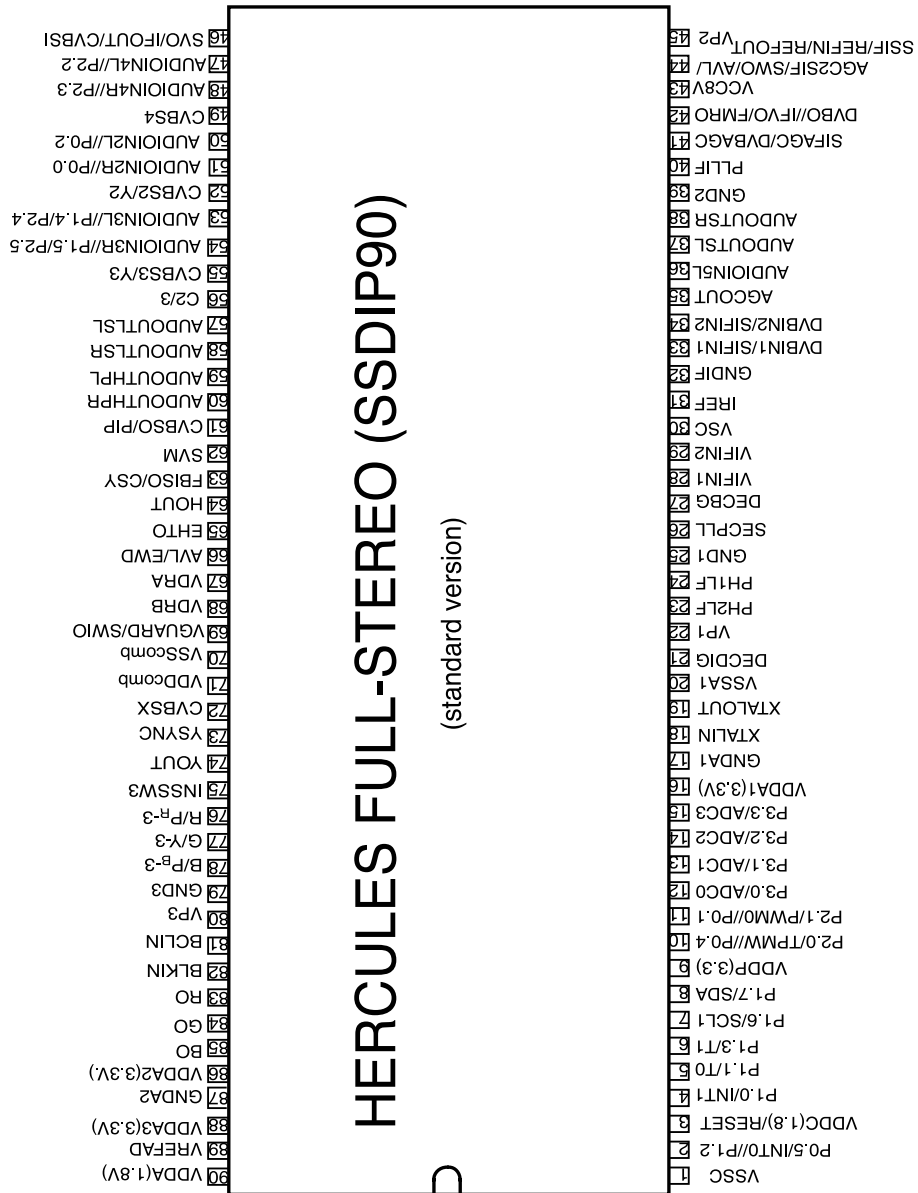 VSSC 1
P0.5/INT0//P1.2 2
VDDC(1.8)/RESET 3
P1.0/INT1 4
P1.1/T0 5
P1.3/T1 6
P1.6/SCL1 7
P1.7/SDA 8
VDDP(3.3) 9
P2.0/TPMW//P0.4 10
P2.1/PWM0//P0.1 11
P3.0/ADC0 12
P3.1/ADC1 13
P3.2/ADC2 14
P3.3/ADC3 15
VDDA1(3.3V) 16
GNDA1 17
XTALIN 18
XTALOUT 19
VSSA1 20
DECDIG 21
VP1 22
PH2LF 23
PH1LF 24
GND1 25
SECPLL 26
DECBG 27
VIFIN1 28
VIFIN2 29
VSC 30
IREF 31
GNDIF 32
DVBIN1/SIFIN1 33
DVBIN2/SIFIN2 34
AGCOUT 35
AUDIOIN5L 36
AUDOUTSL 37
AUDOUTSR 38
GND2 39
PLLIF 40
SIFAGC/DVBAGC 41
DVBO//IFVO/FMRO 42
VCC8V 43
AGC2SIF/SWO/AVL/ 44
SSIF/REF/REFIN/REFOUT
VP2 45
HERCULES FULL-STEREO (SSDIP90)
(standard version)
90 VDDA(1.8V)
89 VREFAD
88 VDDA3(3.3V)
87 GNDA2
86 VDDA2(3.3V.
85 BO
84 GO
83 RO
82 BLKIN
81 BCLIN
80 VP3
79 GND3
78 B/PB-3
77 G/Y-3
76 R/PR-3
75 INSSW3
74 YOUT
73 YSYNC
72 CVBSX
71 VDDcomb
70 VSScomb
69 VGUARD/SWIO
68 VDRB
67 VDRA
66 AVL/EWD
65 EHTO
64 HOUT
63 FBISO/CSY
62 SVM
61 CVBSO/PIP
60 AUDOUTHPR
59 AUDOUTHPL
58 AUDOUTLSR
57 AUDOUTLSL
56 C2/3
55 CVBS3/Y3
54 AUDIOIN3R//P1.5/P2.5
53 AUDIOIN3L//P1.4/P2.4
52 CVBS2/Y2
51 AUDIOIN2R//P0.0
50 AUDIOIN2L//P0.2
49 CVBS4
48 AUDIOIN4R//P2.3
47 AUDIOIN4L//P2.2
46 SVO/IFOUT/CVBSI